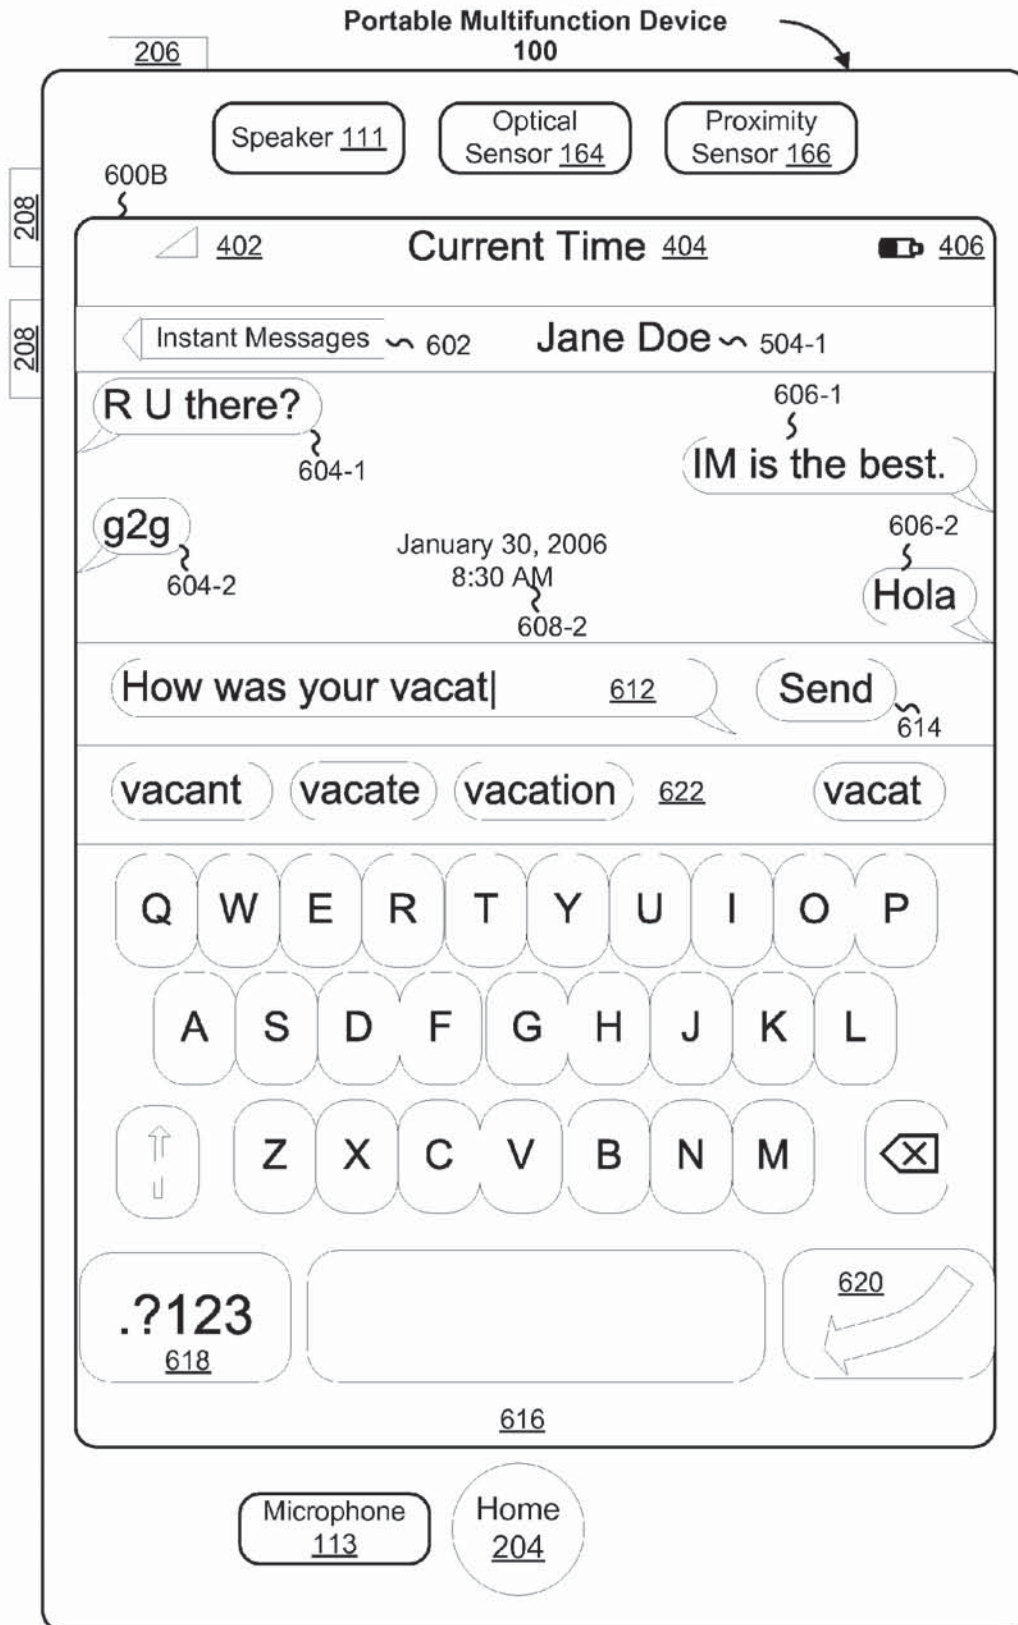 Portable Multifunction Device
100
206
Speaker 111
Optical
Sensor 164
Proximity
Sensor 166
600B
208
402
Current Time 404
406
208
Instant Messages
602
Jane Doe
504-1
R U there?
606-1
604-1
IM is the best.
g2g
606-2
January 30, 2006
8:30 AM
604-2
Hola
608-2
How was your vacat|
612
Send
614
vacant
vacate
vacation
622
vacat
Q W E R T Y U I O P
A S D F G H J K L
Z X C V B N M
.?123
618
620
616
Microphone
113
Home
204